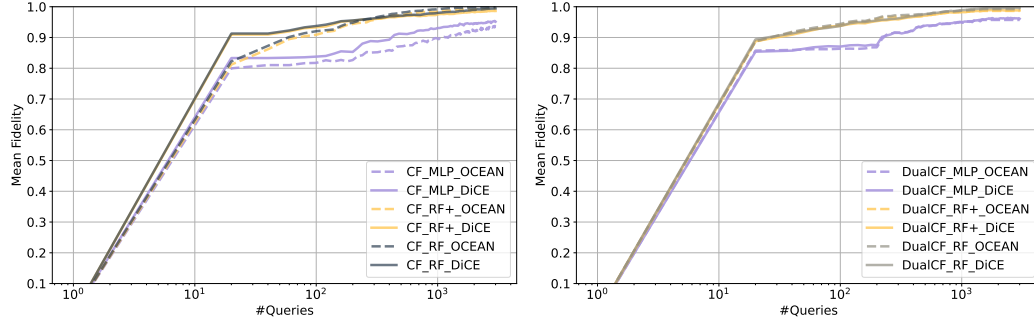 1.0
0.9
0.8
0.7
0.6
0.5
0.4
0.3
0.2
0.1
Mean Fidelity
10⁰
10¹
10²
10³
#Queries
CF_MLP_OCEAN
CF_MLP_DiCE
CF_RF+_OCEAN
CF_RF+_DiCE
CF_RF_OCEAN
CF_RF_DiCE
1.0
0.9
0.8
0.7
0.6
0.5
0.4
0.3
0.2
0.1
Mean Fidelity
10⁰
10¹
10²
10³
#Queries
DualCF_MLP_OCEAN
DualCF_MLP_DiCE
DualCF_RF+_OCEAN
DualCF_RF+_DiCE
DualCF_RF_OCEAN
DualCF_RF_DiCE